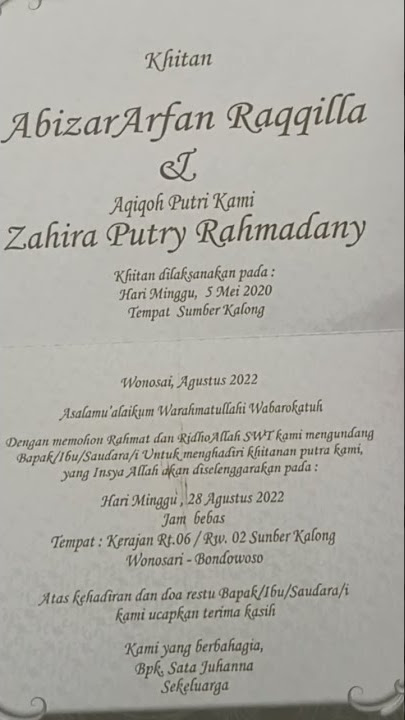 Khitan
AbizarArfan Raqqilla
&
Aqiqoh Putri Kami
Zahira Putry Rahmadany
Khitan dilaksanakan pada :
Hari Minggu, 5 Mei 2020
Tempat Sumber Kalong
Wonosai, Agustus 2022
Asalamu'alaikum Warahmatullahi Wabarokatuh
Dengan memohon Rahmat dan RidhoAllah SWT kami mengundang
Bapak/Ibu/Saudara/i Untuk menghadiri khitanan putra kami,
yang Insya Allah akan diselenggarakan pada :
Hari Minggu , 28 Agustus 2022
Jam bebas
Tempat : Kerajan Rt.06 / Rw. 02 Sunber Kalong
Wonosari - Bondowoso
Atas kehadiran dan doa restu Bapak/Ibu/Saudara/i
kami ucapkan terima kasih
Kami yang berbahagia,
Bpk. Sata Juhanna
Sekeluarga